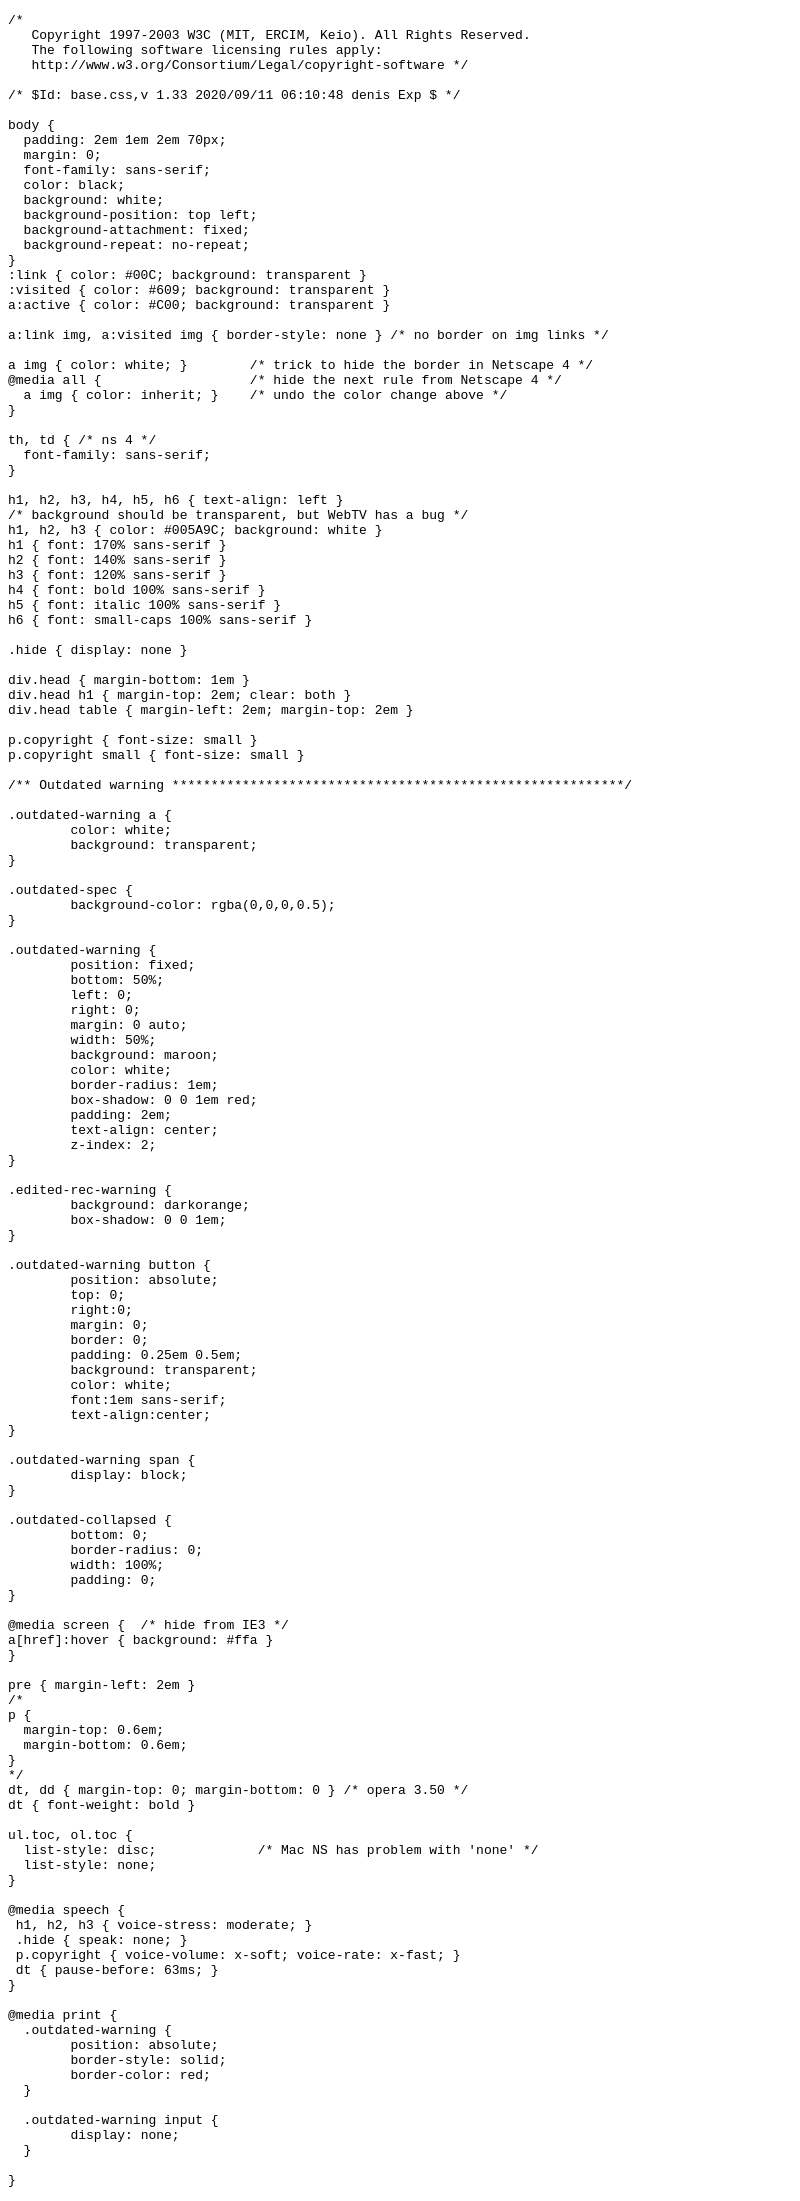 /*
   Copyright 1997-2003 W3C (MIT, ERCIM, Keio). All Rights Reserved.
   The following software licensing rules apply:
   http://www.w3.org/Consortium/Legal/copyright-software */

/* $Id: base.css,v 1.33 2020/09/11 06:10:48 denis Exp $ */

body {
  padding: 2em 1em 2em 70px;
  margin: 0;
  font-family: sans-serif;
  color: black;
  background: white;
  background-position: top left;
  background-attachment: fixed;
  background-repeat: no-repeat;
}
:link { color: #00C; background: transparent }
:visited { color: #609; background: transparent }
a:active { color: #C00; background: transparent }

a:link img, a:visited img { border-style: none } /* no border on img links */

a img { color: white; }        /* trick to hide the border in Netscape 4 */
@media all {                   /* hide the next rule from Netscape 4 */
  a img { color: inherit; }    /* undo the color change above */
}

th, td { /* ns 4 */
  font-family: sans-serif;
}

h1, h2, h3, h4, h5, h6 { text-align: left }
/* background should be transparent, but WebTV has a bug */
h1, h2, h3 { color: #005A9C; background: white }
h1 { font: 170% sans-serif }
h2 { font: 140% sans-serif }
h3 { font: 120% sans-serif }
h4 { font: bold 100% sans-serif }
h5 { font: italic 100% sans-serif }
h6 { font: small-caps 100% sans-serif }

.hide { display: none }

div.head { margin-bottom: 1em }
div.head h1 { margin-top: 2em; clear: both }
div.head table { margin-left: 2em; margin-top: 2em }

p.copyright { font-size: small }
p.copyright small { font-size: small }

/** Outdated warning **********************************************************/

.outdated-warning a {
        color: white;
        background: transparent;
}

.outdated-spec {
        background-color: rgba(0,0,0,0.5);
}

.outdated-warning {
        position: fixed;
        bottom: 50%;
        left: 0;
        right: 0;
        margin: 0 auto;
        width: 50%;
        background: maroon;
        color: white;
        border-radius: 1em;
        box-shadow: 0 0 1em red;
        padding: 2em;
        text-align: center;
        z-index: 2;
}

.edited-rec-warning {
        background: darkorange;
        box-shadow: 0 0 1em;
}

.outdated-warning button {
        position: absolute;
        top: 0;
        right:0;
        margin: 0;
        border: 0;
        padding: 0.25em 0.5em;
        background: transparent;
        color: white;
        font:1em sans-serif;
        text-align:center;
}

.outdated-warning span {
        display: block;
}

.outdated-collapsed {
        bottom: 0;
        border-radius: 0;
        width: 100%;
        padding: 0;
}

@media screen {  /* hide from IE3 */
a[href]:hover { background: #ffa }
}

pre { margin-left: 2em }
/*
p {
  margin-top: 0.6em;
  margin-bottom: 0.6em;
}
*/
dt, dd { margin-top: 0; margin-bottom: 0 } /* opera 3.50 */
dt { font-weight: bold }

ul.toc, ol.toc {
  list-style: disc;             /* Mac NS has problem with 'none' */
  list-style: none;
}

@media speech {
 h1, h2, h3 { voice-stress: moderate; }
 .hide { speak: none; }
 p.copyright { voice-volume: x-soft; voice-rate: x-fast; }
 dt { pause-before: 63ms; }
}

@media print {
  .outdated-warning {
        position: absolute;
        border-style: solid;
        border-color: red;
  }

  .outdated-warning input {
        display: none;
  }

}